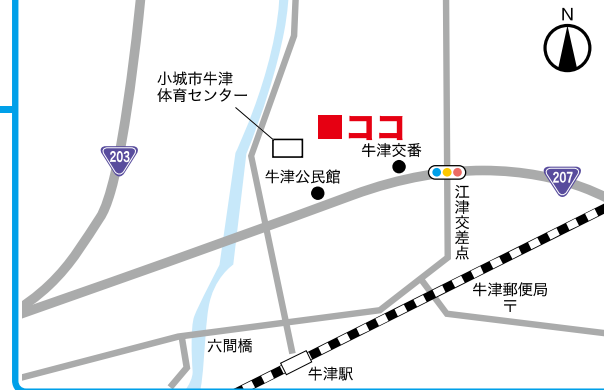 N
小城市牛津
体育センター
ココ
牛津交番
203
牛津公民館
207
江津交差点
牛津郵便局
〒
六間橋
牛津駅